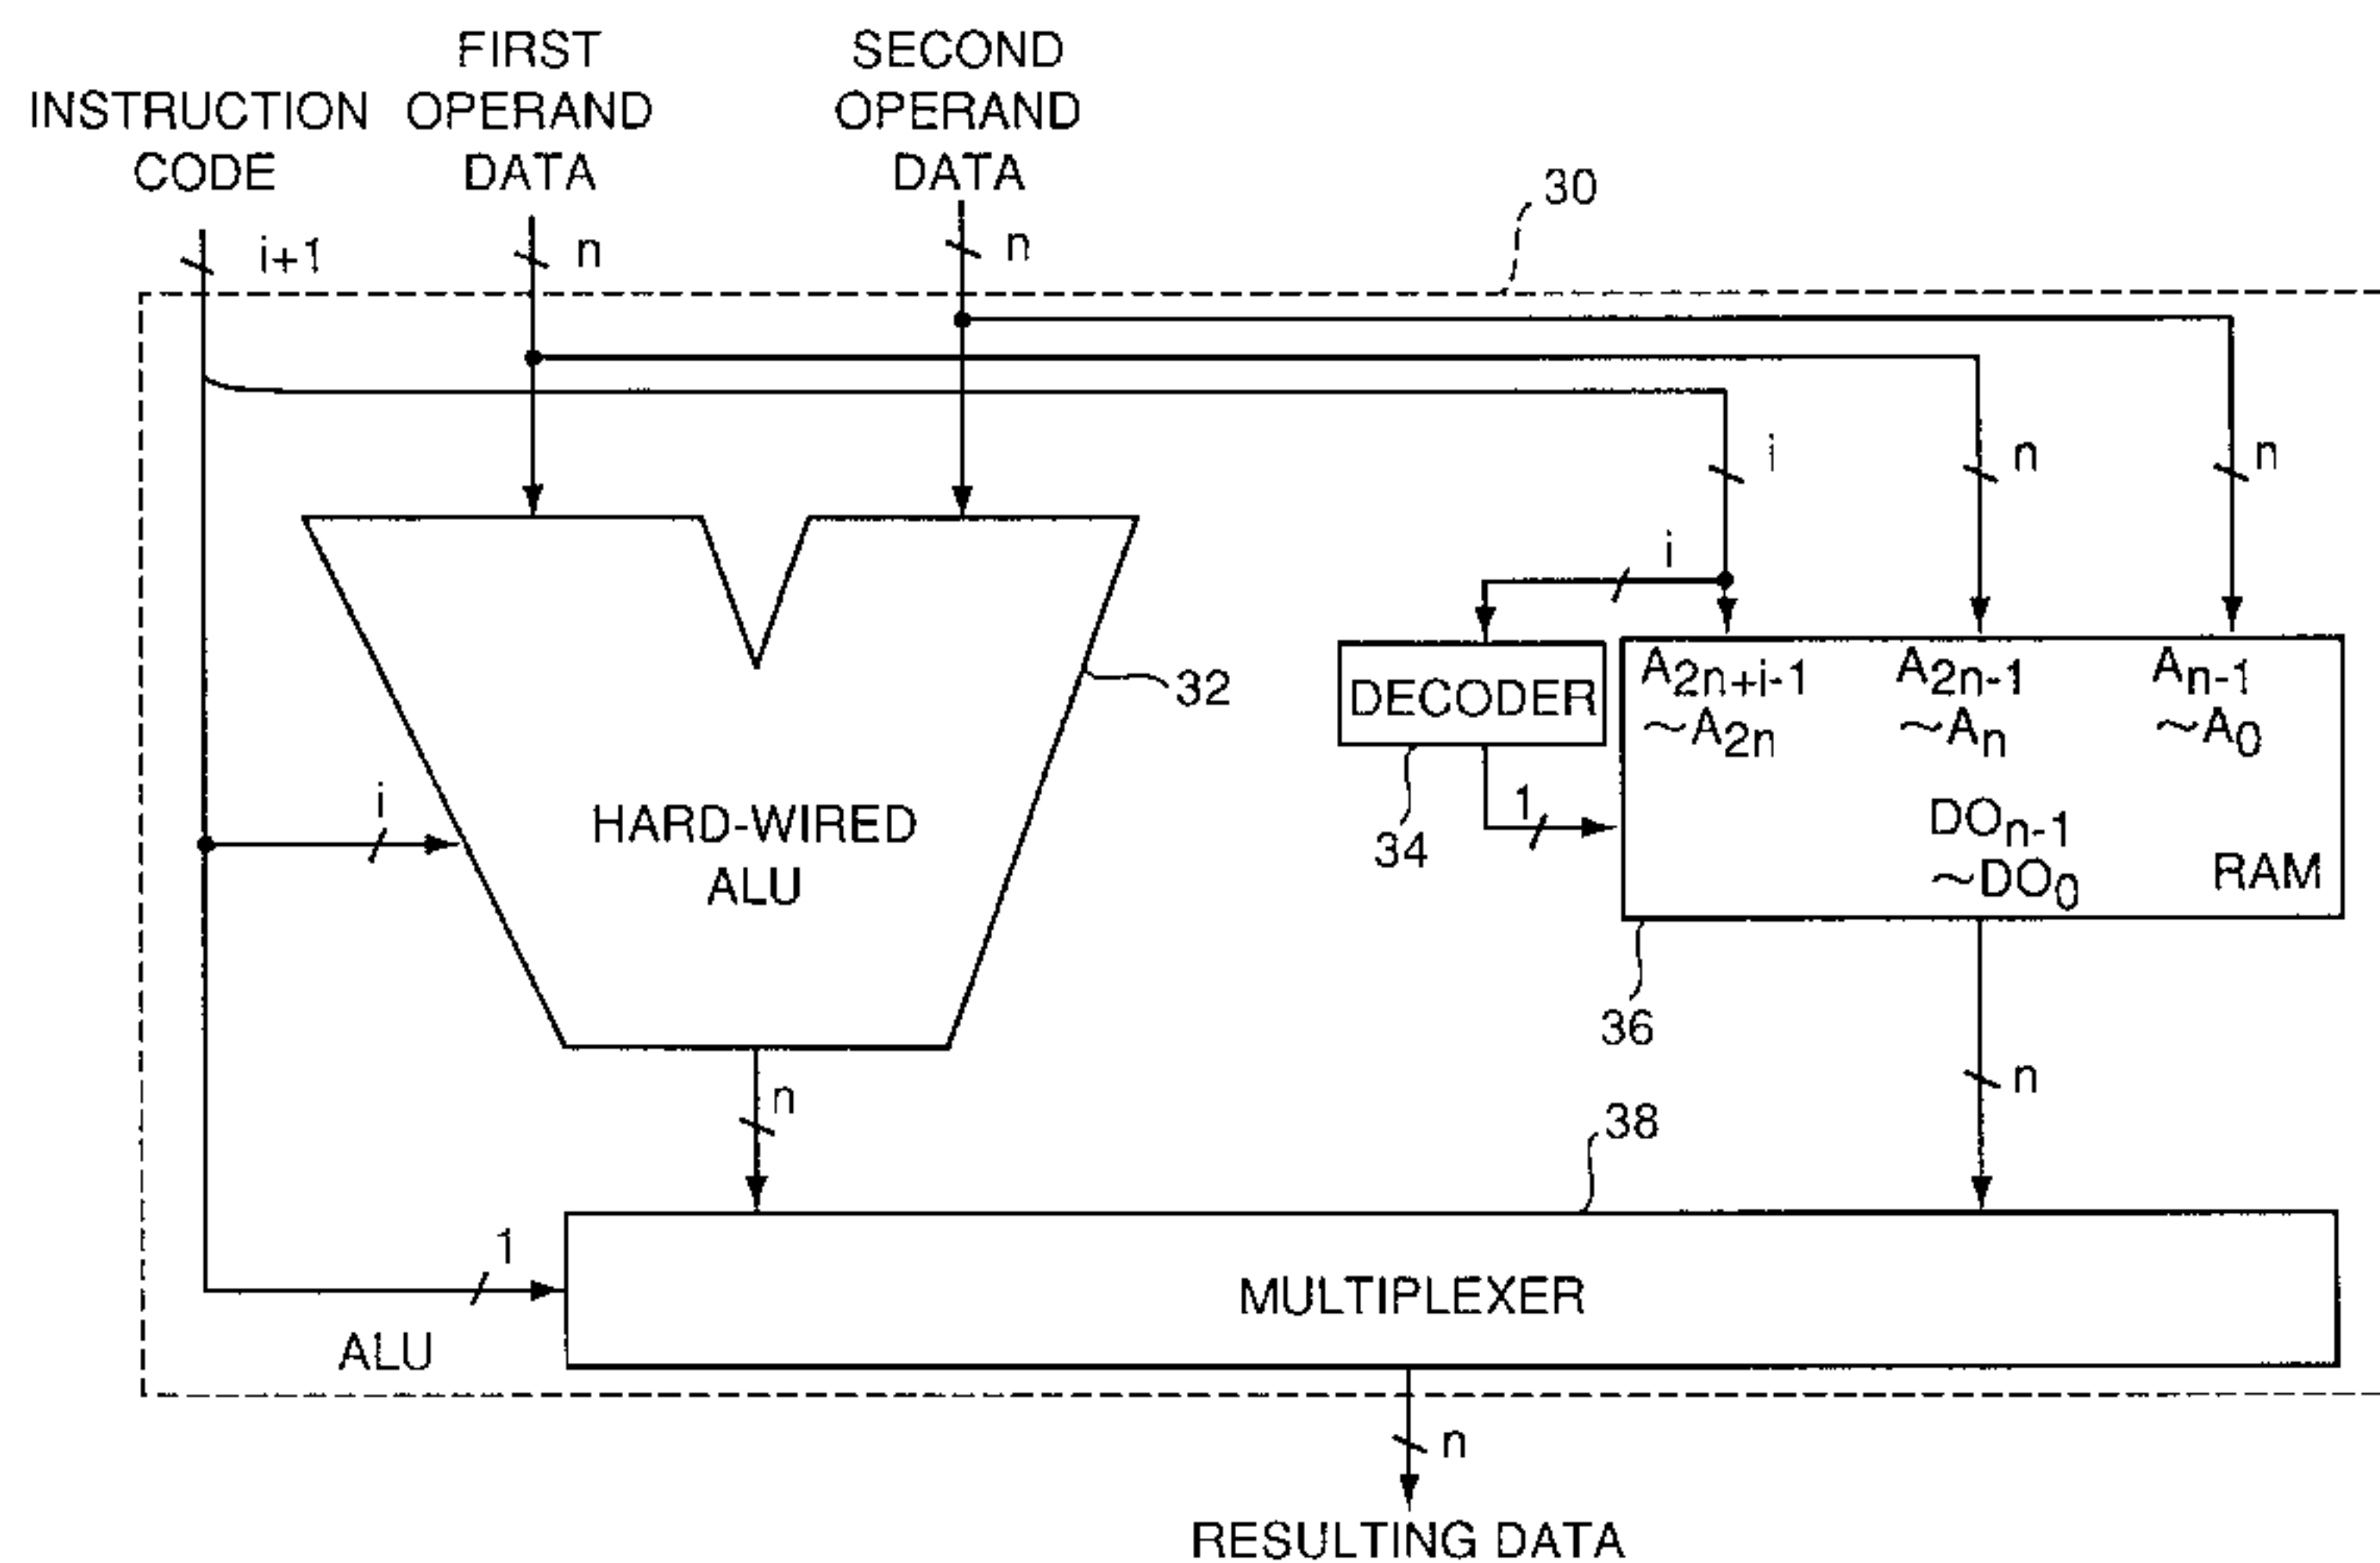 FIRST
OPERAND
DATA
SECOND
OPERAND
DATA
INSTRUCTION
CODE
30
i+1
n
n
i
n
n
i
DECODER
A2n+i-1
~A2n
A2n-1
~An
An-1
~A0
32
34
1
i
HARD-WIRED
ALU
DOn-1
~DO0
RAM
36
n
n
38
1
MULTIPLEXER
ALU
n
RESULTING DATA